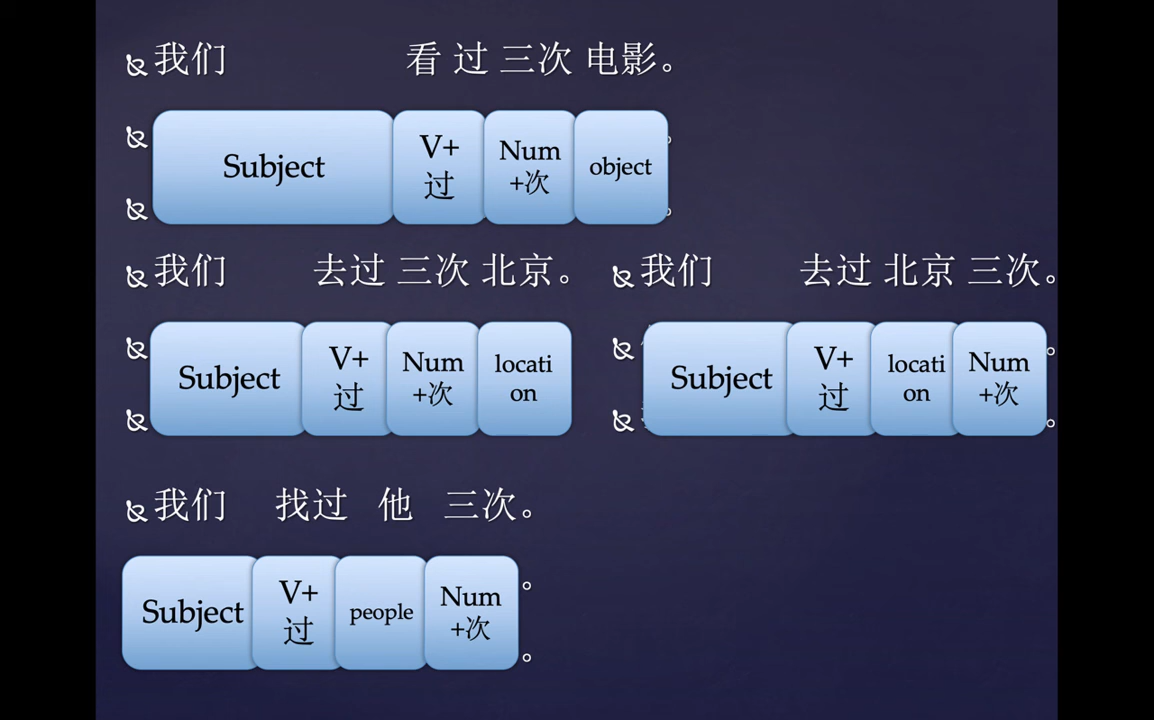 我们 看 过 三次 电影。
Subject V+过 Num+次 object 。
。
我们 去过 三次 北京。
Subject V+过 Num+次 location
我们 去过 北京 三次。
Subject V+过 location Num+次 。
。
我们 找过 他 三次。
Subject V+过 people Num+次 。
。